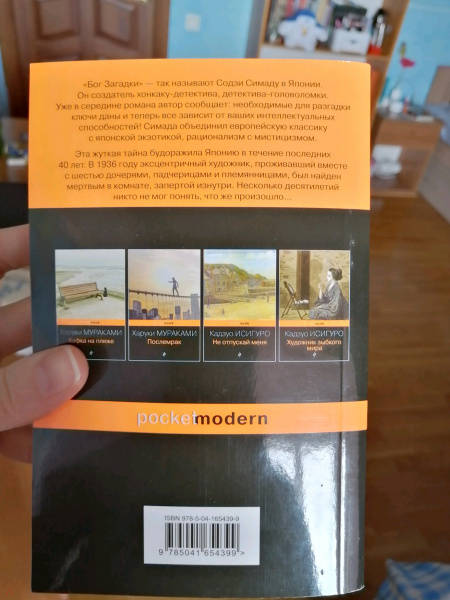 «Бог Загадки» — так называют Содзи Симаду в Японии.
Он создатель хонкаку-детектива, детектива-головоломки.
Уже в середине романа автор сообщает: необходимые для разгадки
ключи даны и теперь все зависит от ваших интеллектуальных
способностей! Симада объединил европейскую классику
с японской экзотикой, рационализм с мистицизмом.
Эта жуткая тайна будоражила Японию в течение последних
40 лет. В 1936 году эксцентричный художник, проживавший вместе
с шестью дочерями, падчерицами и племянницами, был найден
мертвым в комнате, запертой изнутри. Несколько десятилетий
никто не мог понять, что же произошло...
Харуки МУРАКАМИ
Кафка на пляже
Харуки МУРАКАМИ
Послемрак
Кадзуо ИСИГУРО
Не отпускай меня
Кадзуо ИСИГУРО
Художник зыбкого
мира
pocketmodern
ISBN 978-5-04-165439-9
9 785041 654399 >